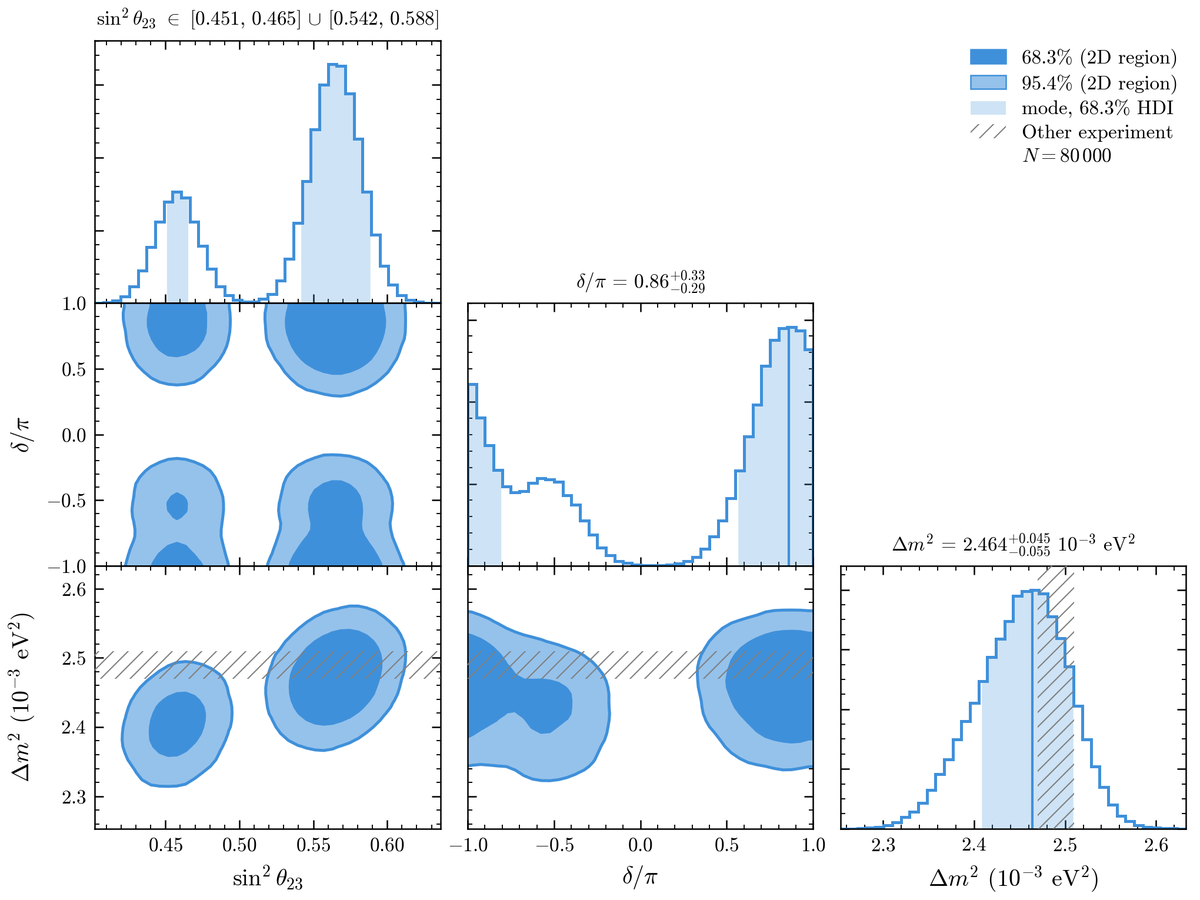 sin² θ₂₃ ∈ [0.451, 0.465] ∪ [0.542, 0.588]
68.3% (2D region)
95.4% (2D region)
mode, 68.3% HDI
Other experiment
N = 80 000
δ/π = 0.86 +0.33 −0.29
1.0
0.5
0.0
−0.5
−1.0
δ/π
Δm² = 2.464 +0.045 −0.055 10⁻³ eV²
2.6
2.5
2.4
2.3
Δm² (10⁻³ eV²)
0.45 0.50 0.55 0.60
−1.0 −0.5 0.0 0.5 1.0
2.3 2.4 2.5 2.6
sin² θ₂₃
δ/π
Δm² (10⁻³ eV²)